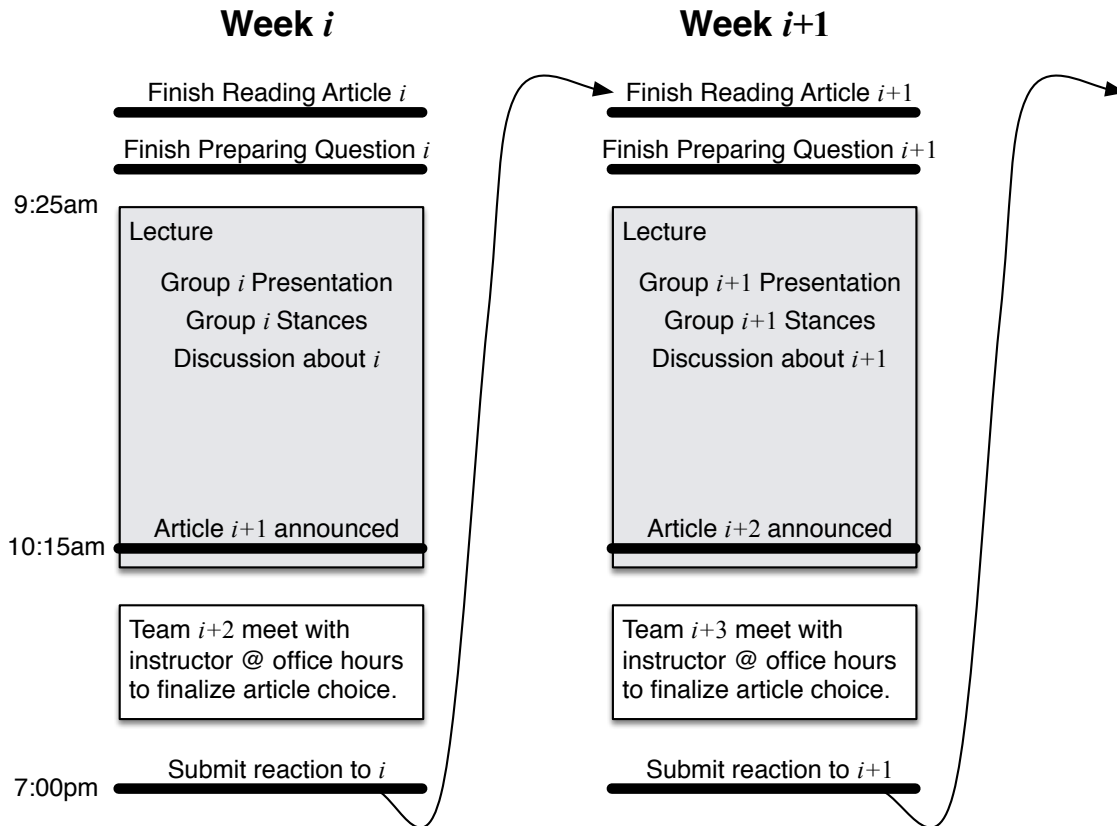 Week i
Week i+1
Finish Reading Article i
Finish Reading Article i+1
Finish Preparing Question i
Finish Preparing Question i+1
9:25am
Lecture
Group i Presentation
Group i Stances
Discussion about i
Article i+1 announced
10:15am
Lecture
Group i+1 Presentation
Group i+1 Stances
Discussion about i+1
Article i+2 announced
Team i+2 meet with
instructor @ office hours
to finalize article choice.
Team i+3 meet with
instructor @ office hours
to finalize article choice.
7:00pm
Submit reaction to i
Submit reaction to i+1